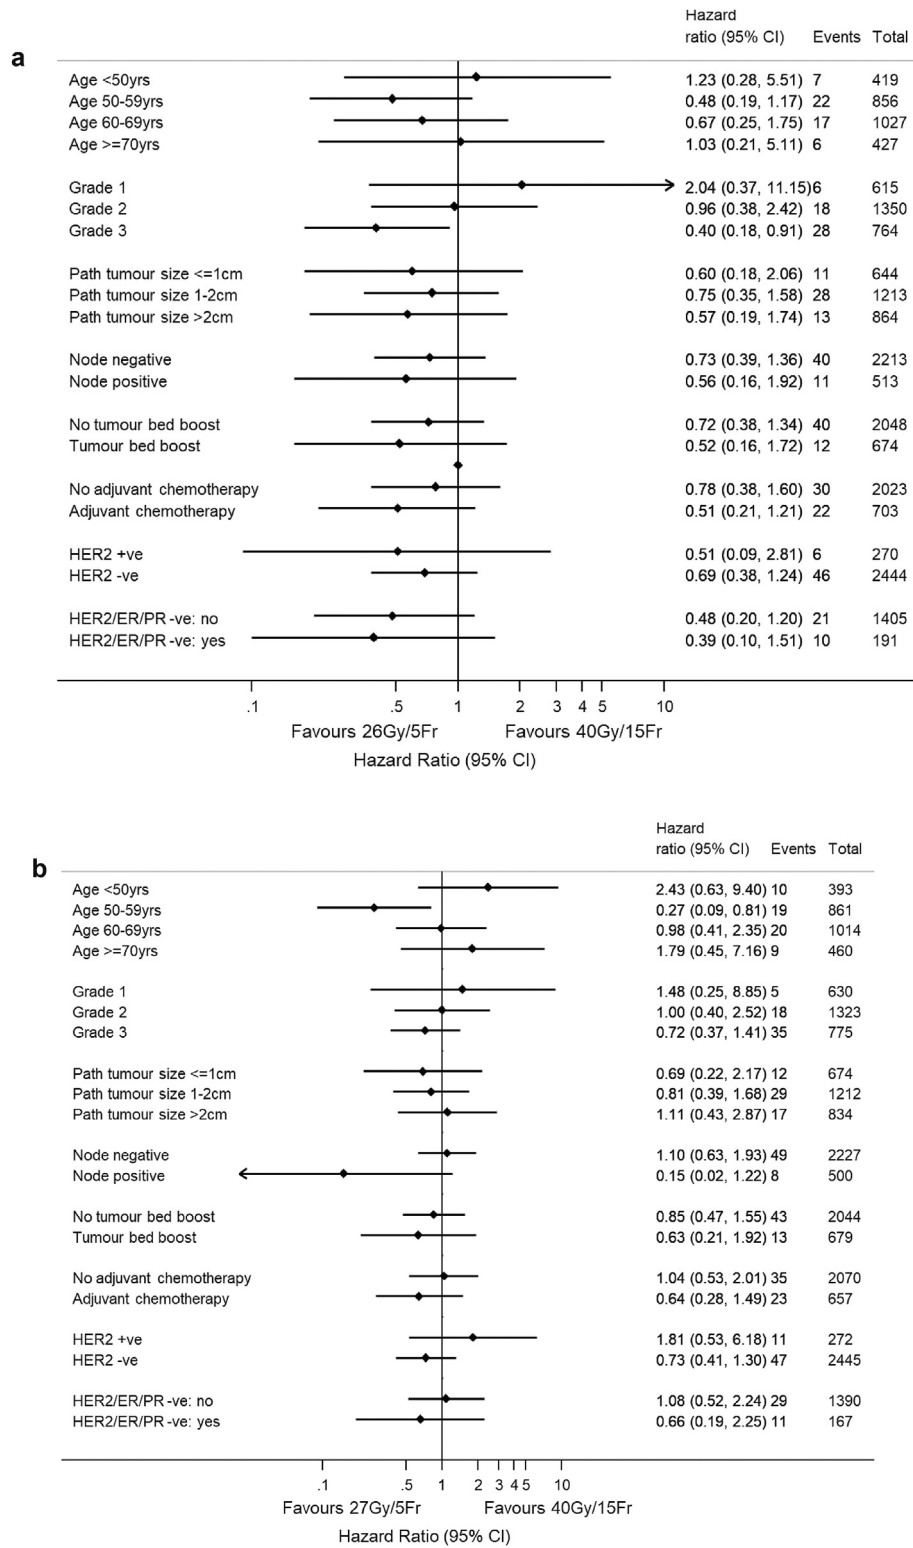 Hazard
ratio (95% CI) Events Total
a
Age <50yrs 1.23 (0.28, 5.51) 7 419
Age 50-59yrs 0.48 (0.19, 1.17) 22 856
Age 60-69yrs 0.67 (0.25, 1.75) 17 1027
Age >=70yrs 1.03 (0.21, 5.11) 6 427
Grade 1 2.04 (0.37, 11.15)6 615
Grade 2 0.96 (0.38, 2.42) 18 1350
Grade 3 0.40 (0.18, 0.91) 28 764
Path tumour size <=1cm 0.60 (0.18, 2.06) 11 644
Path tumour size 1-2cm 0.75 (0.35, 1.58) 28 1213
Path tumour size >2cm 0.57 (0.19, 1.74) 13 864
Node negative 0.73 (0.39, 1.36) 40 2213
Node positive 0.56 (0.16, 1.92) 11 513
No tumour bed boost 0.72 (0.38, 1.34) 40 2048
Tumour bed boost 0.52 (0.16, 1.72) 12 674
No adjuvant chemotherapy 0.78 (0.38, 1.60) 30 2023
Adjuvant chemotherapy 0.51 (0.21, 1.21) 22 703
HER2 +ve 0.51 (0.09, 2.81) 6 270
HER2 -ve 0.69 (0.38, 1.24) 46 2444
HER2/ER/PR -ve: no 0.48 (0.20, 1.20) 21 1405
HER2/ER/PR -ve: yes 0.39 (0.10, 1.51) 10 191
.1 .5 1 2 3 4 5 10
Favours 26Gy/5Fr Favours 40Gy/15Fr
Hazard Ratio (95% CI)
Hazard
ratio (95% CI) Events Total
b
Age <50yrs 2.43 (0.63, 9.40) 10 393
Age 50-59yrs 0.27 (0.09, 0.81) 19 861
Age 60-69yrs 0.98 (0.41, 2.35) 20 1014
Age >=70yrs 1.79 (0.45, 7.16) 9 460
Grade 1 1.48 (0.25, 8.85) 5 630
Grade 2 1.00 (0.40, 2.52) 18 1323
Grade 3 0.72 (0.37, 1.41) 35 775
Path tumour size <=1cm 0.69 (0.22, 2.17) 12 674
Path tumour size 1-2cm 0.81 (0.39, 1.68) 29 1212
Path tumour size >2cm 1.11 (0.43, 2.87) 17 834
Node negative 1.10 (0.63, 1.93) 49 2227
Node positive 0.15 (0.02, 1.22) 8 500
No tumour bed boost 0.85 (0.47, 1.55) 43 2044
Tumour bed boost 0.63 (0.21, 1.92) 13 679
No adjuvant chemotherapy 1.04 (0.53, 2.01) 35 2070
Adjuvant chemotherapy 0.64 (0.28, 1.49) 23 657
HER2 +ve 1.81 (0.53, 6.18) 11 272
HER2 -ve 0.73 (0.41, 1.30) 47 2445
HER2/ER/PR -ve: no 1.08 (0.52, 2.24) 29 1390
HER2/ER/PR -ve: yes 0.66 (0.19, 2.25) 11 167
.1 .5 1 2 3 4 5 10
Favours 27Gy/5Fr Favours 40Gy/15Fr
Hazard Ratio (95% CI)